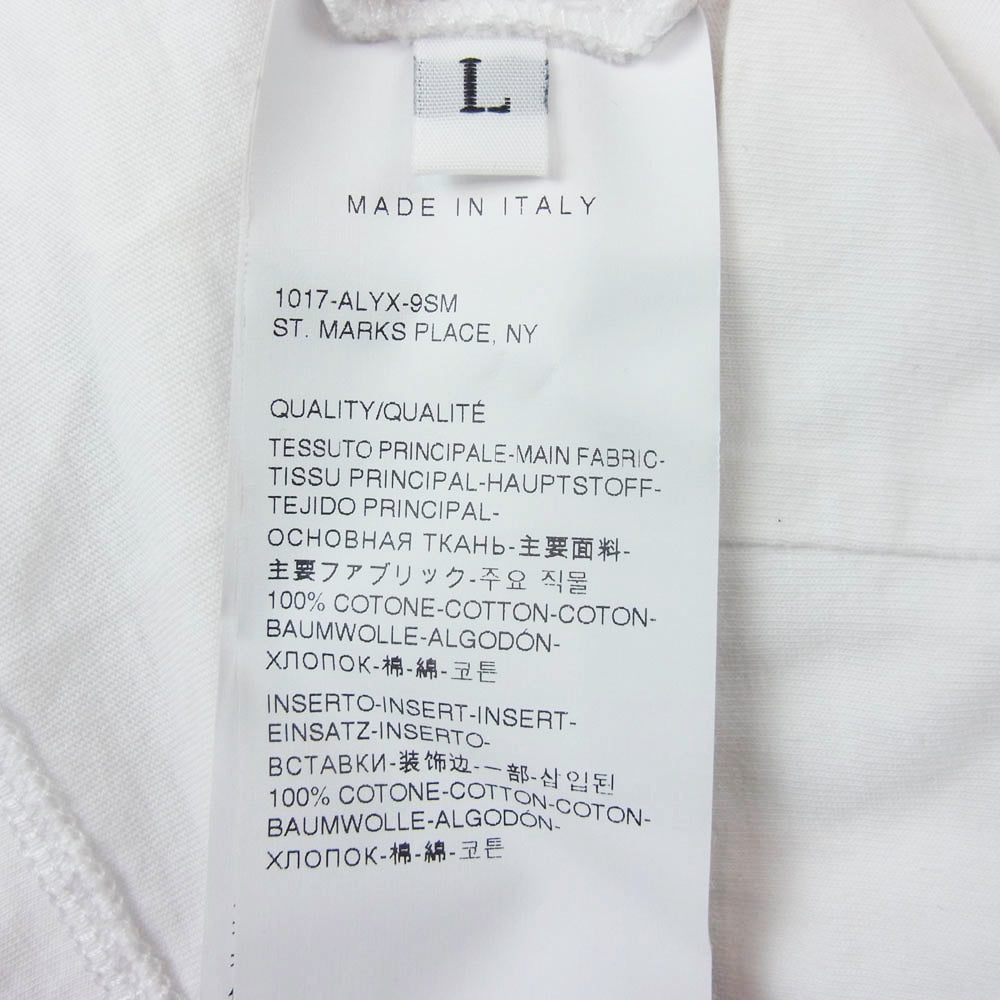 L
MADE IN ITALY
1017-ALYX-9SM
ST. MARKS PLACE, NY
QUALITY/QUALITÉ
TESSUTO PRINCIPALE-MAIN FABRIC-
TISSU PRINCIPAL-HAUPTSTOFF-
TEJIDO PRINCIPAL-
ОСНОВНАЯ ТКАНЬ-主要面料-
主要ファブリック-주요 직물
100% COTONE-COTTON-COTON-
BAUMWOLLE-ALGODÓN-
ХЛОПОК-棉-綿-코튼
INSERTO-INSERT-INSERT-
EINSATZ-INSERTO-
ВСТАВКИ-装饰边-一部-삽입된
100% COTONE-COTTON-COTON-
BAUMWOLLE-ALGODÓN-
ХЛОПОК-棉-綿-코튼